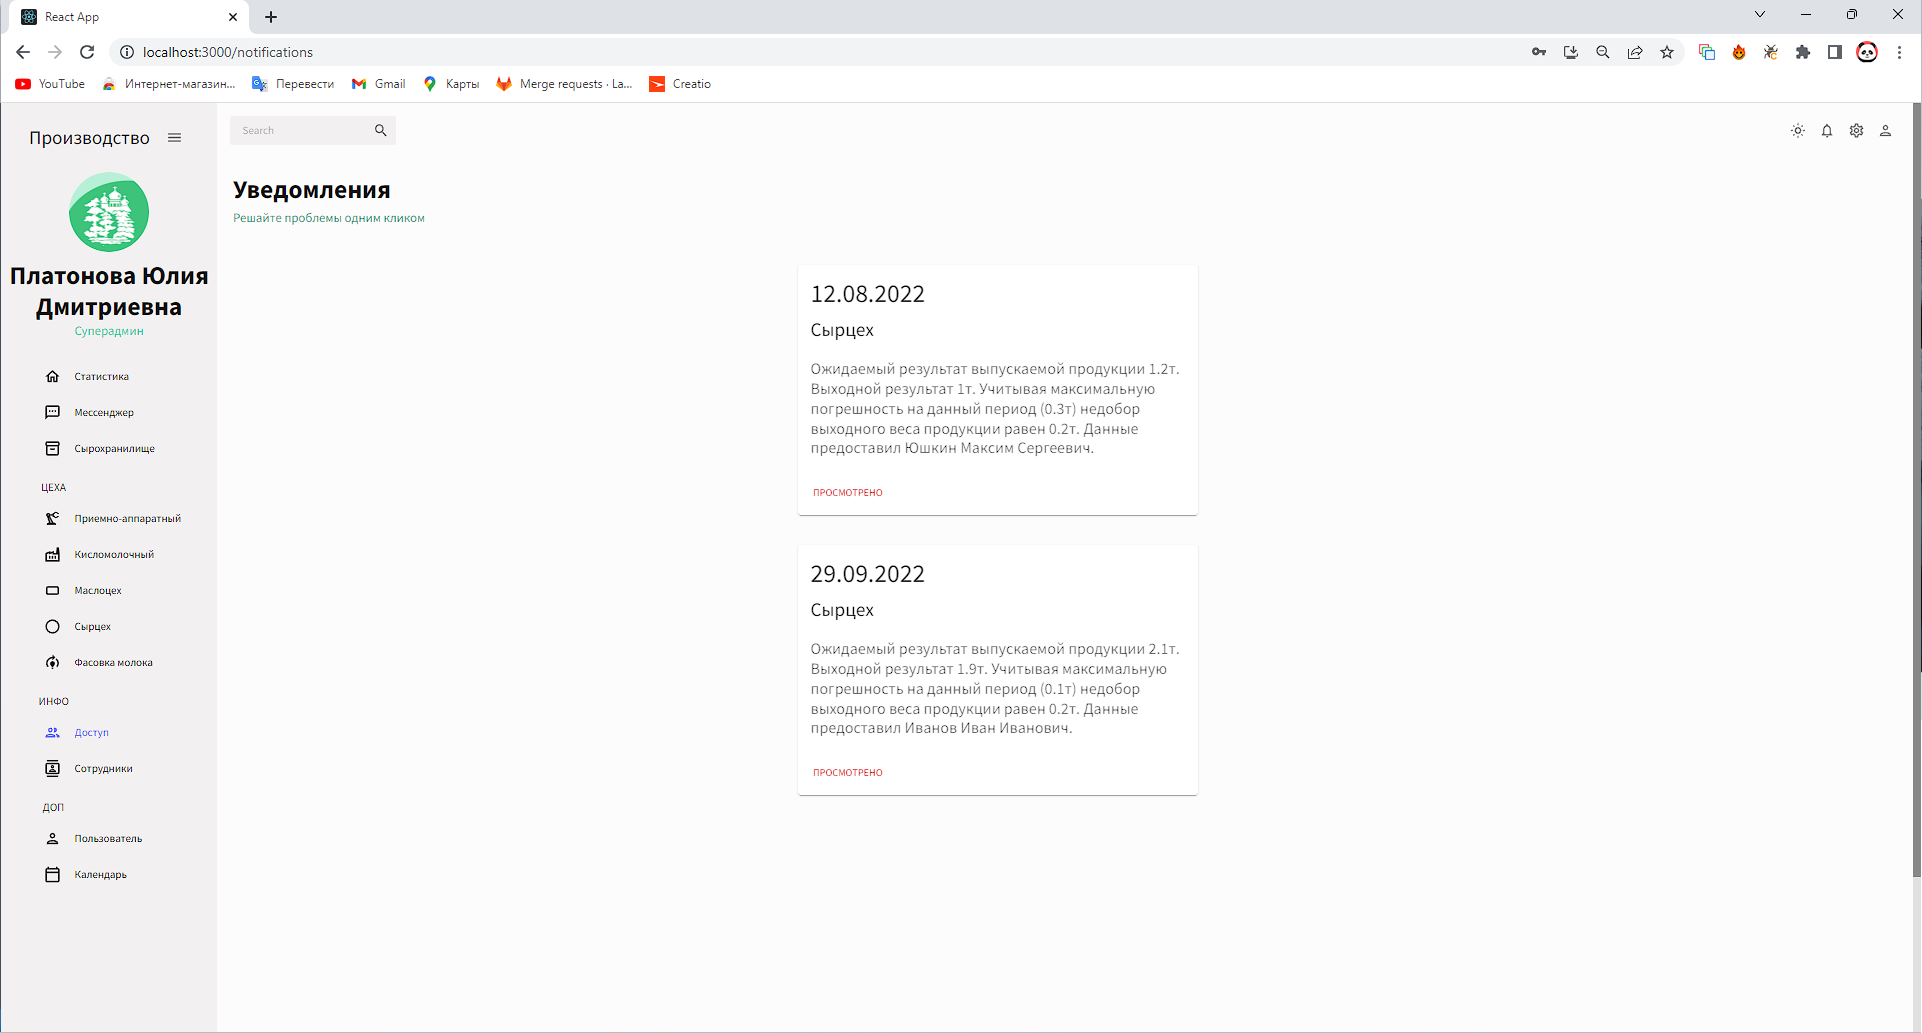 React App
localhost:3000/notifications
YouTube
Интернет-магазин...
Перевести
Gmail
Карты
Merge requests · La...
Creatio
Производство
Search
Платонова Юлия
Дмитриевна
Суперадмин
Статистика
Мессенджер
Сырохранилище
ЦЕХА
Приемно-аппаратный
Кисломолочный
Маслоцех
Сырцех
Фасовка молока
ИНФО
Доступ
Сотрудники
ДОП
Пользователь
Календарь
Уведомления
Решайте проблемы одним кликом
12.08.2022
Сырцех
Ожидаемый результат выпускаемой продукции 1.2т.
Выходной результат 1т. Учитывая максимальную
погрешность на данный период (0.3т) недобор
выходного веса продукции равен 0.2т. Данные
предоставил Юшкин Максим Сергеевич.
ПРОСМОТРЕНО
29.09.2022
Сырцех
Ожидаемый результат выпускаемой продукции 2.1т.
Выходной результат 1.9т. Учитывая максимальную
погрешность на данный период (0.1т) недобор
выходного веса продукции равен 0.2т. Данные
предоставил Иванов Иван Иванович.
ПРОСМОТРЕНО